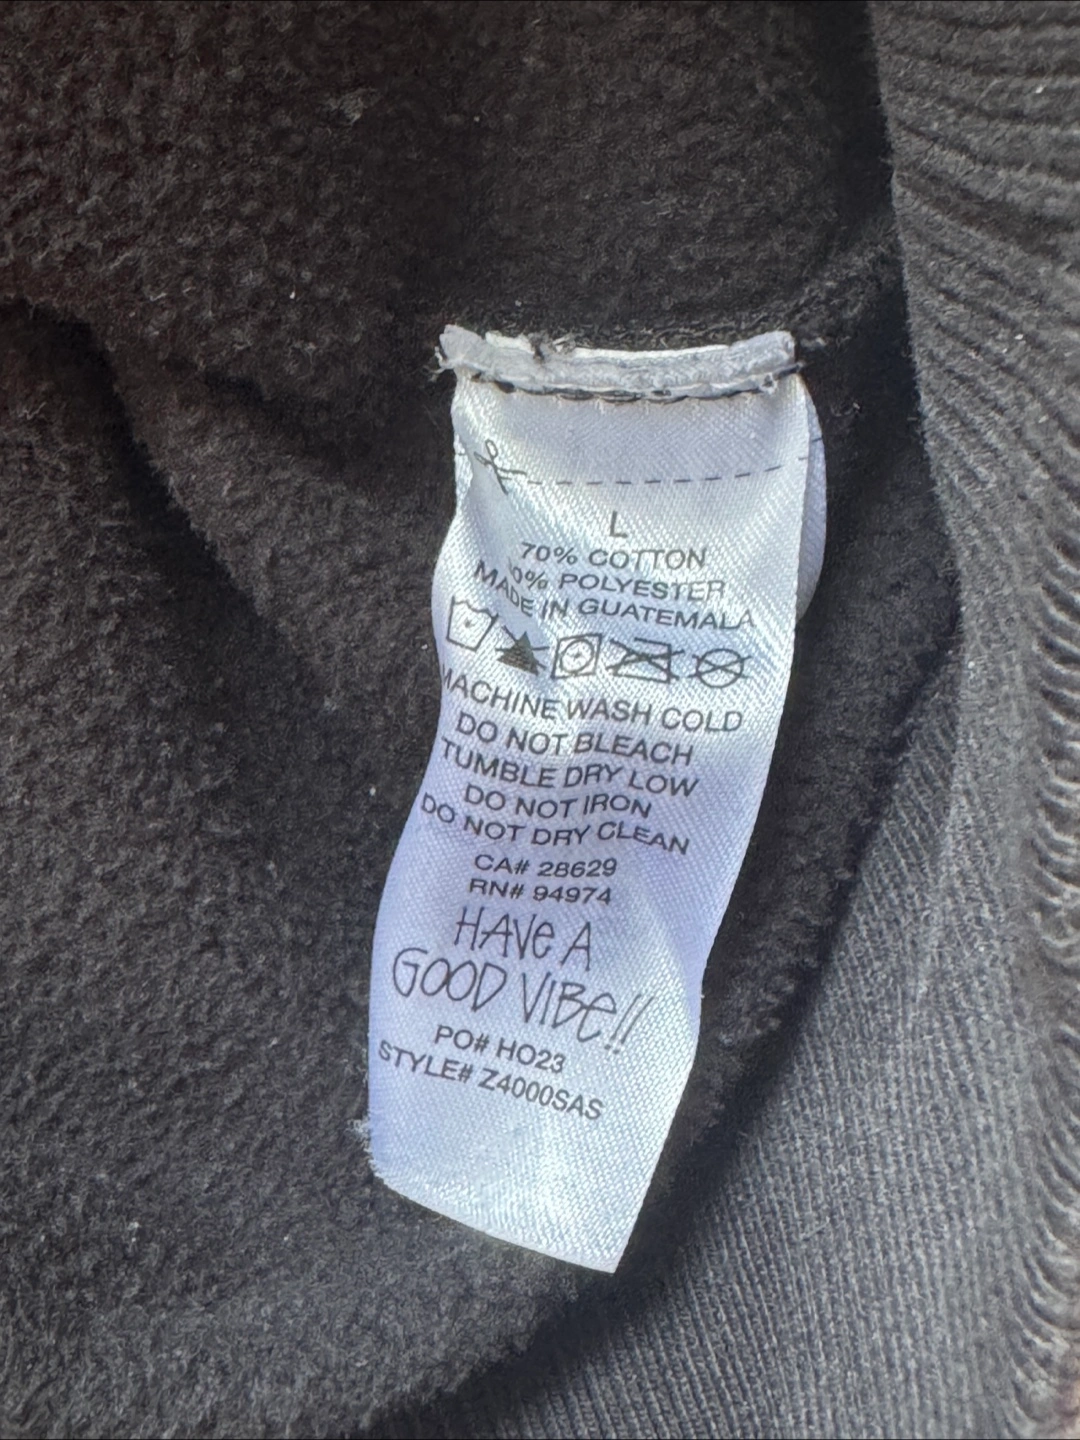 L
70% COTTON
0% POLYESTER
MADE IN GUATEMALA
MACHINE WASH COLD
DO NOT BLEACH
TUMBLE DRY LOW
DO NOT IRON
DO NOT DRY CLEAN
CA# 28629
RN# 94974
HAVe A
GOOD VIBe!!
PO# HO23
STYLE# Z4000SAS